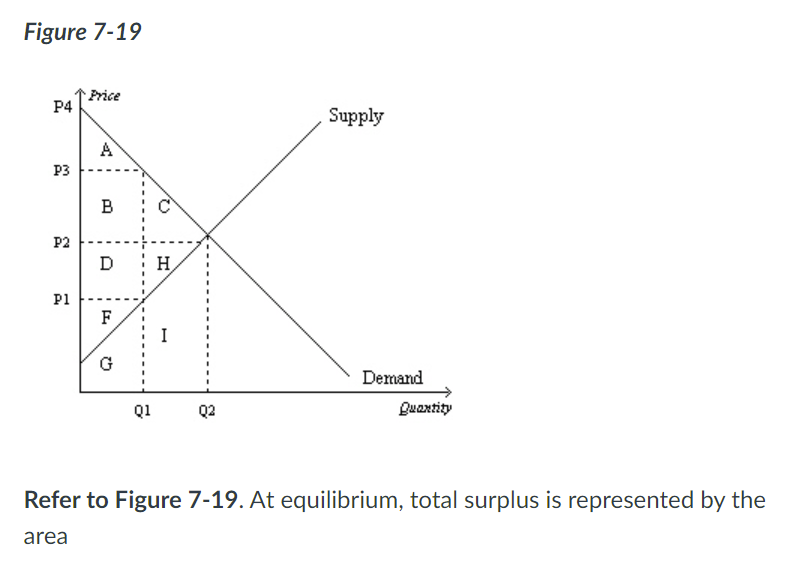 Figure 7-19
Price
P4
Supply
A
P3
B
C
P2
D
H
P1
F
I
G
Demand
Q1
Q2
Quantity
Refer to Figure 7-19. At equilibrium, total surplus is represented by the
area